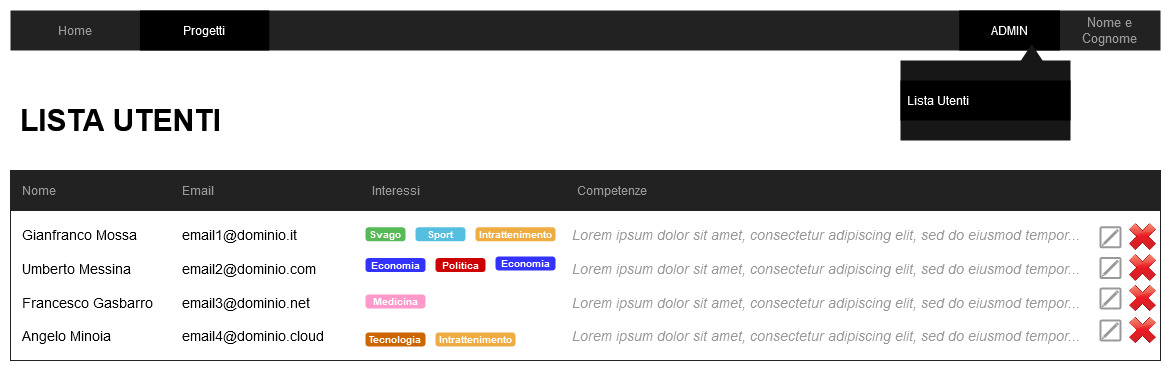 Home Progetti ADMIN Nome e
Cognome
Lista Utenti
LISTA UTENTI
Nome Email Interessi Competenze
Gianfranco Mossa email1@dominio.it Svago Sport Intrattenimento Lorem ipsum dolor sit amet, consectetur adipiscing elit, sed do eiusmod tempor...
Umberto Messina email2@dominio.com Economia Politica Economia Lorem ipsum dolor sit amet, consectetur adipiscing elit, sed do eiusmod tempor...
Francesco Gasbarro email3@dominio.net Medicina Lorem ipsum dolor sit amet, consectetur adipiscing elit, sed do eiusmod tempor...
Angelo Minoia email4@dominio.cloud Tecnologia Intrattenimento Lorem ipsum dolor sit amet, consectetur adipiscing elit, sed do eiusmod tempor...